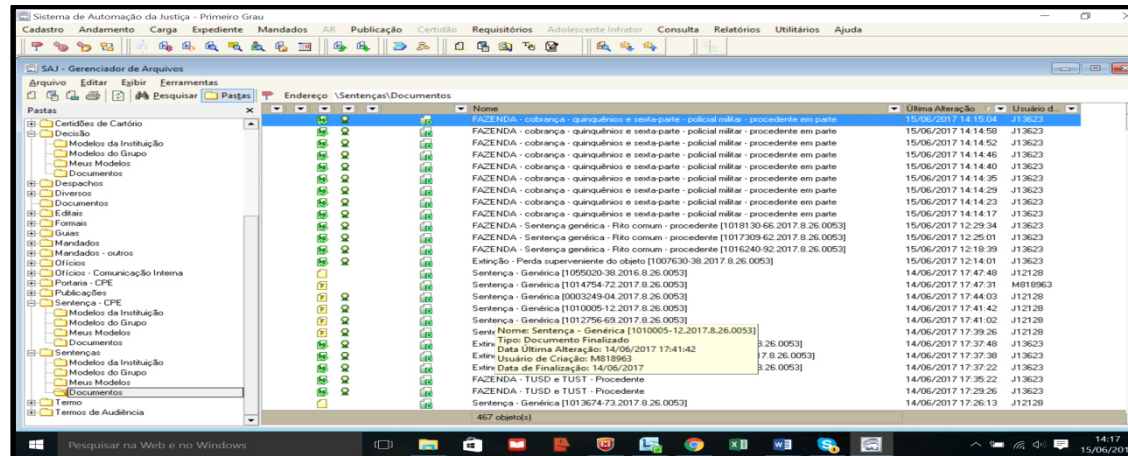 Sistema de Automação da Justiça - Primeiro Grau
Cadastro Andamento Carga Expediente Mandados AR Publicação Certidão Requisitórios Adolescente Infrator Consulta Relatórios Utilitários Ajuda
SAJ - Gerenciador de Arquivos
Arquivo Editar Exibir Ferramentas
Pesquisar Pastas Endereço \Sentenças\Documentos
Pastas Nome Última Alteração Usuário d...
Certidões de Cartório
Decisão
Modelos da Instituição
Modelos do Grupo
Meus Modelos
Documentos
Despachos
Diversos
Documentos
Editais
Formais
Guias
Mandados
Mandados - outros
Ofícios
Ofícios - Comunicação Interna
Portaria - CPE
Publicações
Sentença - CPE
Modelos da Instituição
Modelos do Grupo
Meus Modelos
Documentos
Sentenças
Modelos da Instituição
Modelos do Grupo
Meus Modelos
Documentos
Termo
Termos de Audiência
FAZENDA - cobrança - quinquênios e sexta-parte - policial militar - procedente em parte 15/06/2017 14:15:04 J13623
FAZENDA - cobrança - quinquênios e sexta-parte - policial militar - procedente em parte 15/06/2017 14:14:58 J13623
FAZENDA - cobrança - quinquênios e sexta-parte - policial militar - procedente em parte 15/06/2017 14:14:52 J13623
FAZENDA - cobrança - quinquênios e sexta-parte - policial militar - procedente em parte 15/06/2017 14:14:46 J13623
FAZENDA - cobrança - quinquênios e sexta-parte - policial militar - procedente em parte 15/06/2017 14:14:40 J13623
FAZENDA - cobrança - quinquênios e sexta-parte - policial militar - procedente em parte 15/06/2017 14:14:35 J13623
FAZENDA - cobrança - quinquênios e sexta-parte - policial militar - procedente em parte 15/06/2017 14:14:29 J13623
FAZENDA - cobrança - quinquênios e sexta-parte - policial militar - procedente em parte 15/06/2017 14:14:23 J13623
FAZENDA - cobrança - quinquênios e sexta-parte - policial militar - procedente em parte 15/06/2017 14:14:17 J13623
FAZENDA - Sentença genérica - Rito comum - procedente [1018130-66.2017.8.26.0053] 15/06/2017 12:29:34 J13623
FAZENDA - Sentença genérica - Rito comum - procedente [1017309-62.2017.8.26.0053] 15/06/2017 12:25:01 J13623
FAZENDA - Sentença genérica - Rito comum - procedente [1016240-92.2017.8.26.0053] 15/06/2017 12:18:39 J13623
Extinção - Perda superveniente do objeto [1007630-38.2017.8.26.0053] 15/06/2017 12:14:01 J13623
Sentença - Genérica [1055020-38.2016.8.26.0053] 14/06/2017 17:47:48 J12128
Sentença - Genérica [1014754-72.2017.8.26.0053] 14/06/2017 17:47:31 M818963
Sentença - Genérica [0003249-04.2017.8.26.0053] 14/06/2017 17:44:03 J12128
Sentença - Genérica [1010005-12.2017.8.26.0053] 14/06/2017 17:41:42 J12128
Sentença - Genérica [1012756-69.2017.8.26.0053] 14/06/2017 17:41:02 J12128
Sente 14/06/2017 17:39:26 J12128
Extin 3.26.0053] 14/06/2017 17:37:48 J12128
Extin 17.8.26.0053] 14/06/2017 17:37:38 J12128
Extin 3.26.0053] 14/06/2017 17:37:22 J12128
Nome: Sentença - Genérica [1010005-12.2017.8.26.0053]
Tipo: Documento Finalizado
Data Última Alteração: 14/06/2017 17:41:42
Usuário de Criação: M818963
Data de Finalização: 14/06/2017
FAZENDA - TUSD e TUST - Procedente 14/06/2017 17:35:22 J12128
FAZENDA - TUSD e TUST - Procedente 14/06/2017 17:29:26 J12128
Sentença - Genérica [1013674-73.2017.8.26.0053] 14/06/2017 17:26:13 J12128
467 objeto(s)
Pesquisar na Web e no Windows
14:17
15/06/201